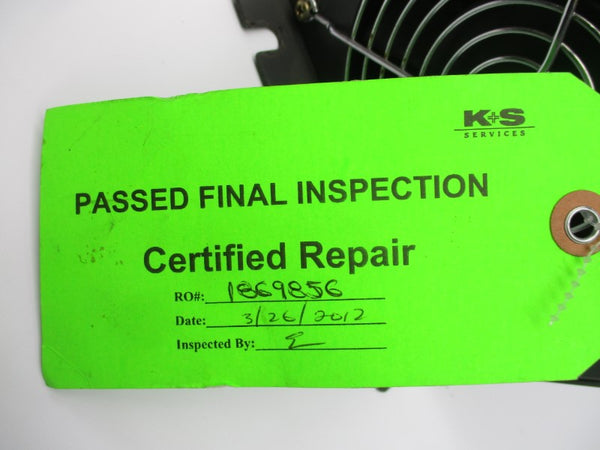 K+S
SERVICES
PASSED FINAL INSPECTION
Certified Repair
RO#: 1869856
Date: 3/26/2012
Inspected By: